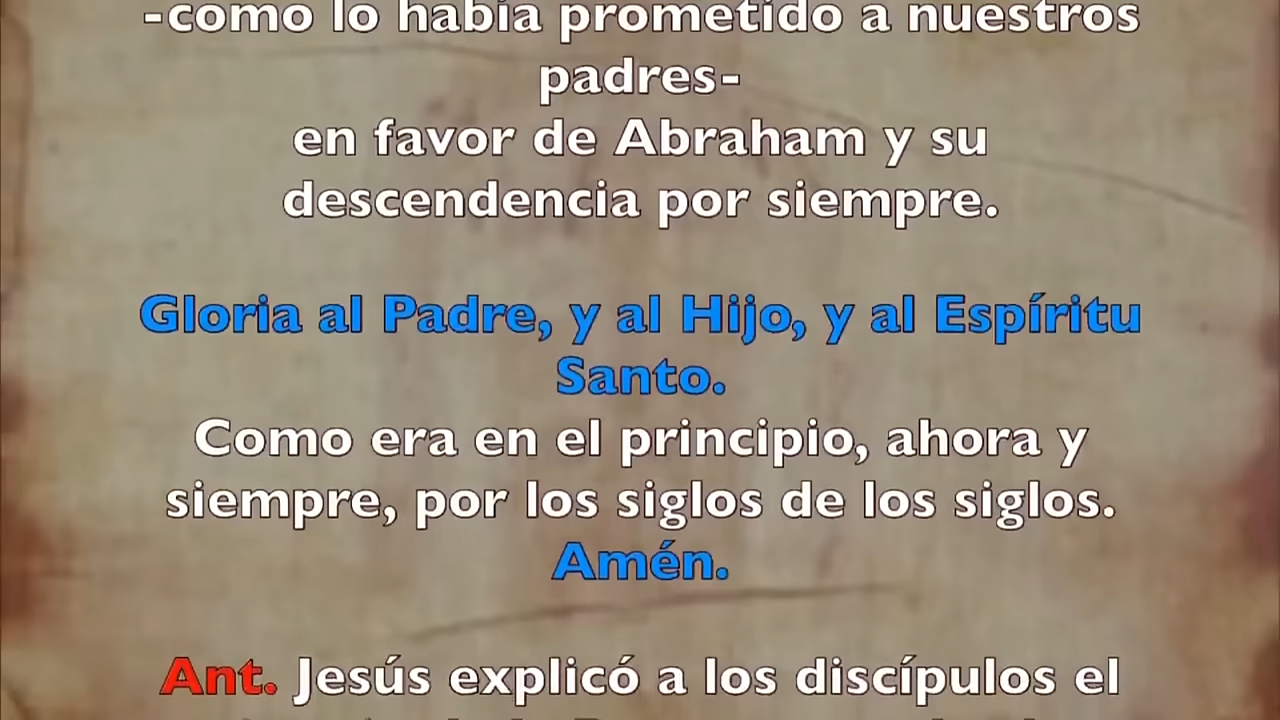 -como lo había prometido a nuestros
padres-
en favor de Abraham y su
descendencia por siempre.
Gloria al Padre, y al Hijo, y al Espíritu
Santo.
Como era en el principio, ahora y
siempre, por los siglos de los siglos.
Amén.
Ant. Jesús explicó a los discípulos el